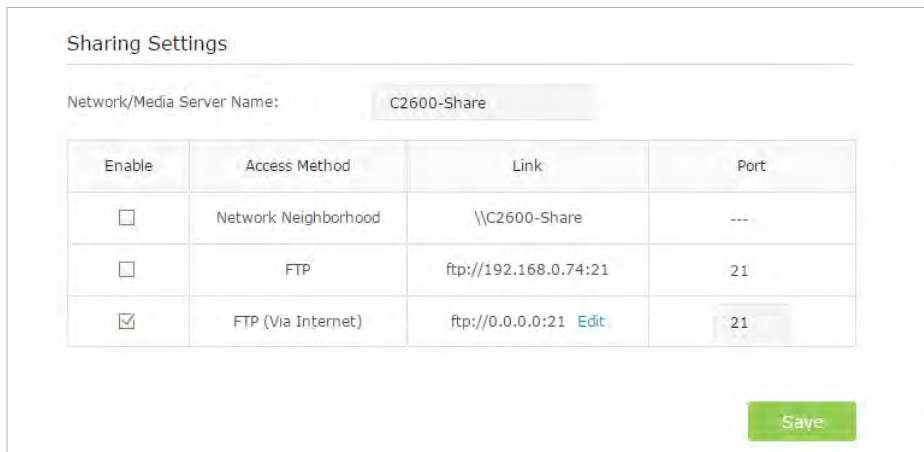 Sharing Settings
Network/Media Server Name: C2600-Share
Enable Access Method Link Port
Network Neighborhood \\C2600-Share ---
FTP ftp://192.168.0.74:21 21
FTP (Via Internet) ftp://0.0.0.0:21 Edit 21
Save